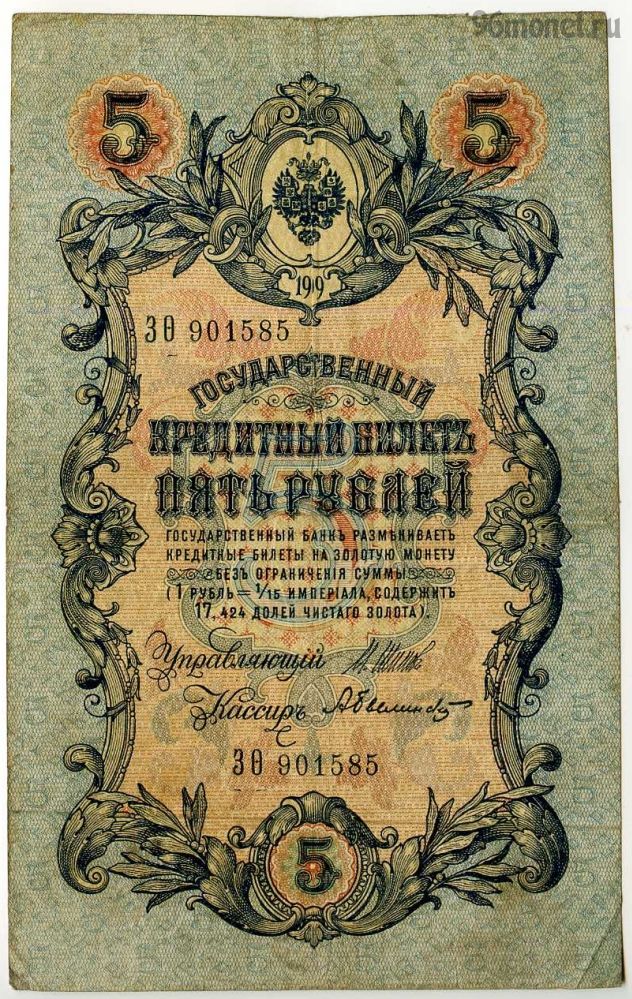 96monet.ru
5 5
1909
ЗѲ 901585
ГОСУДАРСТВЕННЫЙ
КРЕДИТНЫЙ БИЛЕТЪ
ПЯТЬ РУБЛЕЙ
ГОСУДАРСТВЕННЫЙ БАНКЪ РАЗМѢНИВАЕТЪ
КРЕДИТНЫЕ БИЛЕТЫ НА ЗОЛОТУЮ МОНЕТУ
БЕЗЪ ОГРАНИЧЕНІЯ СУММЫ
(1 РУБЛЬ = 1/15 ИМПЕРІАЛА, СОДЕРЖИТЪ
17,424 ДОЛЕЙ ЧИСТАГО ЗОЛОТА).
Управляющій
Кассиръ
ЗѲ 901585
5